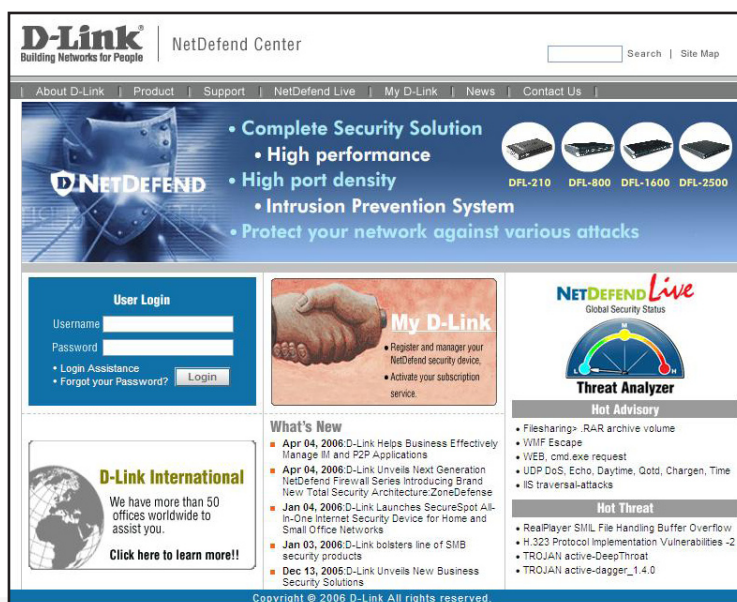 D-Link
Building Networks for People
NetDefend Center
Search | Site Map
| About D-Link | Product | Support | NetDefend Live | My D-Link | News | Contact Us |
• Complete Security Solution
• High performance
• High port density
• Intrusion Prevention System
• Protect your network against various attacks
NETDEFEND
DFL-210 DFL-800 DFL-1600 DFL-2500
User Login
Username
Password
• Login Assistance
• Forgot your Password?
Login
My D-Link
• Register and manager your
NetDefend security device,
• Activate your subscription
service.
NETDEFEND Live
Global Security Status
L M H
Threat Analyzer
Hot Advisory
• Filesharing> .RAR archive volume
• WMF Escape
• WEB, cmd.exe request
• UDP DoS, Echo, Daytime, Qotd, Chargen, Time
• IIS traversal-attacks
Hot Threat
• RealPlayer SMIL File Handling Buffer Overflow
• H.323 Protocol Implementation Vulnerabilities -2
• TROJAN active-DeepThroat
• TROJAN active-dagger_1.4.0
D-Link International
We have more than 50
offices worldwide to
assist you.
Click here to learn more!!
What's New
Apr 04, 2006:D-Link Helps Business Effectively
Manage IM and P2P Applications
Apr 04, 2006:D-Link Unveils Next Generation
NetDefend Firewall Series Introducing Brand
New Total Security Architecture:ZoneDefense
Jan 04, 2006:D-Link Launches SecureSpot All-
In-One Internet Security Device for Home and
Small Office Networks
Jan 03, 2006:D-Link bolsters line of SMB
security products
Dec 13, 2005:D-Link Unveils New Business
Security Solutions
Copyright © 2006 D-Link All rights reserved.